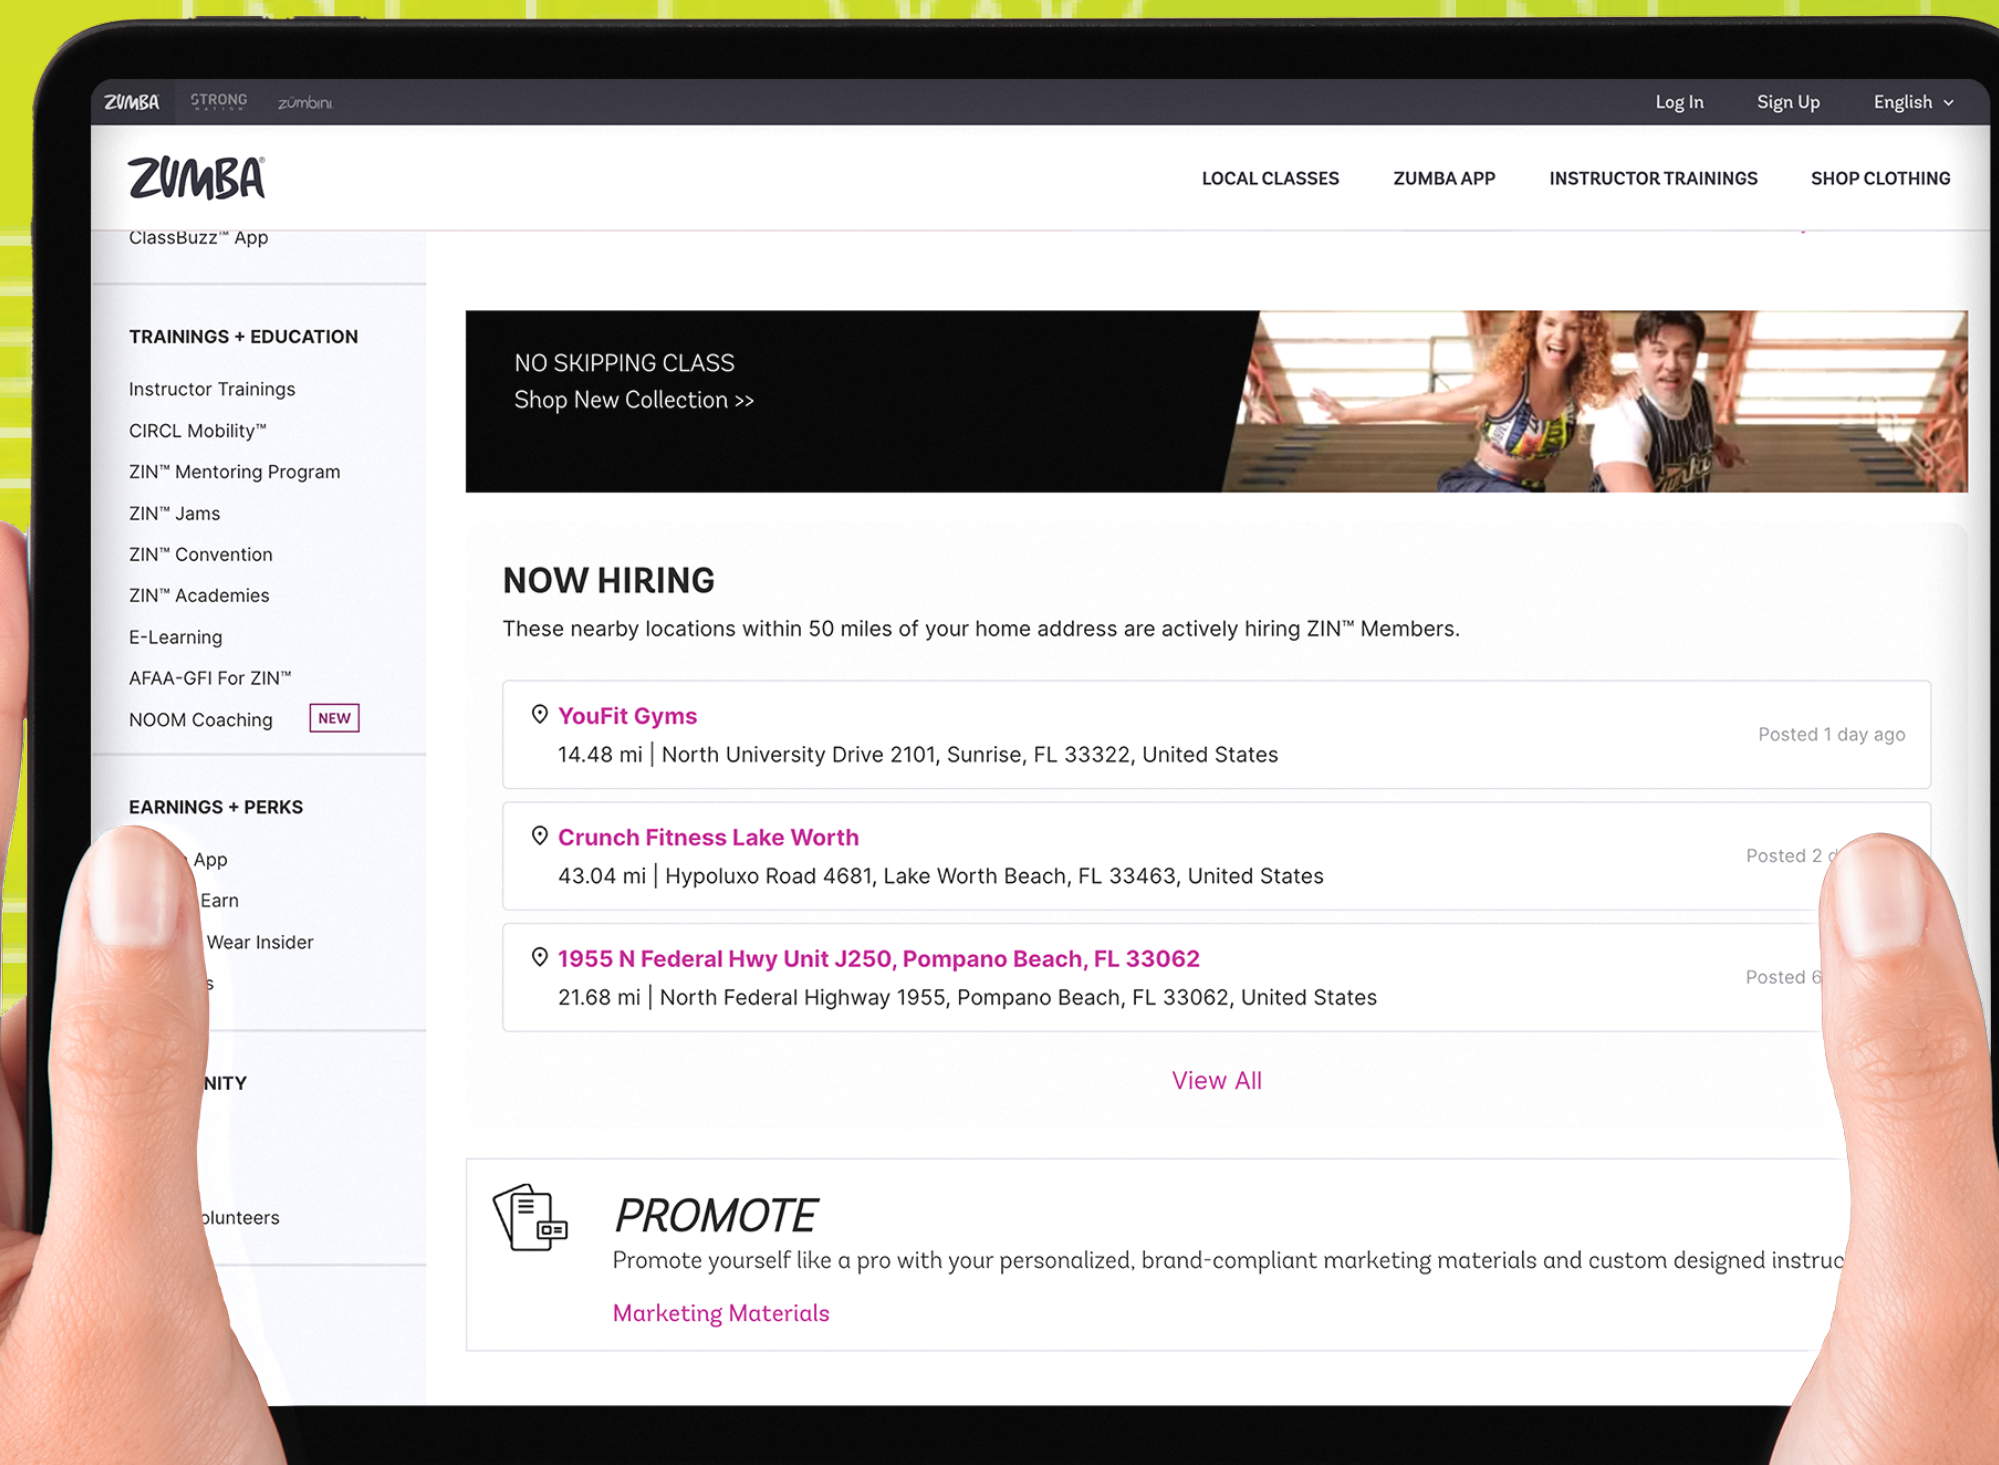 ZUMBA
STRONG
NATION
zumbini
Log In
Sign Up
English
ZUMBA®
LOCAL CLASSES
ZUMBA APP
INSTRUCTOR TRAININGS
SHOP CLOTHING
ClassBuzz™ App
TRAININGS + EDUCATION
Instructor Trainings
CIRCL Mobility™
ZIN™ Mentoring Program
ZIN™ Jams
ZIN™ Convention
ZIN™ Academies
E-Learning
AFAA-GFI For ZIN™
NOOM Coaching NEW
EARNINGS + PERKS
App
Earn
Wear Insider
NO SKIPPING CLASS
Shop New Collection >>
NOW HIRING
These nearby locations within 50 miles of your home address are actively hiring ZIN™ Members.
YouFit Gyms
14.48 mi | North University Drive 2101, Sunrise, FL 33322, United States
Posted 1 day ago
Crunch Fitness Lake Worth
43.04 mi | Hypoluxo Road 4681, Lake Worth Beach, FL 33463, United States
Posted 2
1955 N Federal Hwy Unit J250, Pompano Beach, FL 33062
21.68 mi | North Federal Highway 1955, Pompano Beach, FL 33062, United States
Posted 6
View All
PROMOTE
Promote yourself like a pro with your personalized, brand-compliant marketing materials and custom designed
Marketing Materials